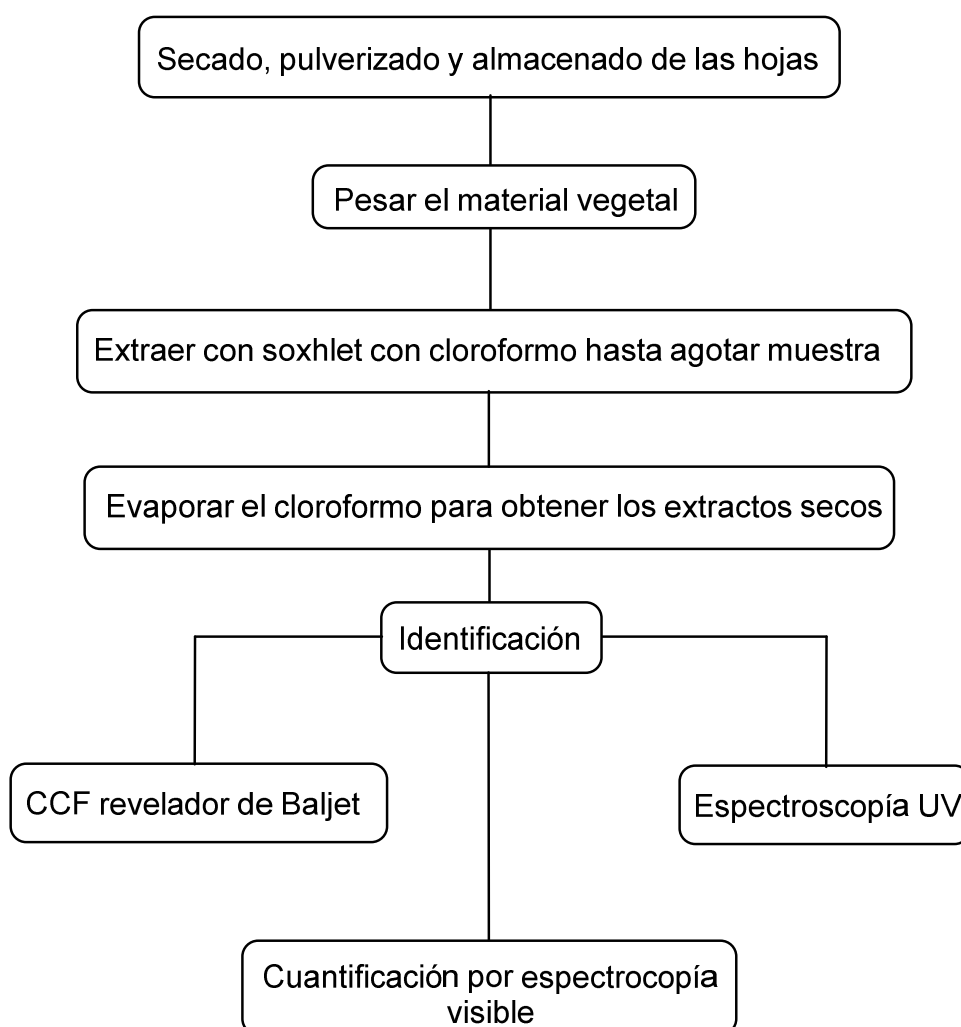 Secado, pulverizado y almacenado de las hojas
Pesar el material vegetal
Extraer con soxhlet con cloroformo hasta agotar muestra
Evaporar el cloroformo para obtener los extractos secos
Identificación
CCF revelador de Baljet
Espectroscopía UV
Cuantificación por espectrocopía
visible